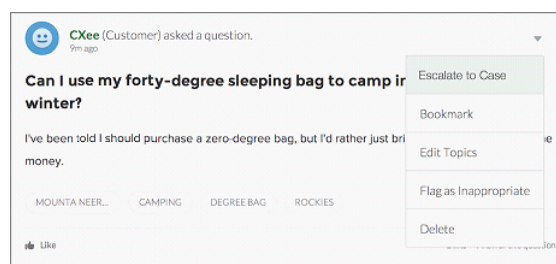 CXee (Customer) asked a question.
9m ago
Escalate to Case
Can I use my forty-degree sleeping bag to camp in
winter?
Bookmark
I've been told I should purchase a zero-degree bag, but I'd rather just bri
Edit Topics
money.
Flag as Inappropriate
MOUNTA NEER... CAMPING DEGREE BAG ROCKIES
Delete
Like